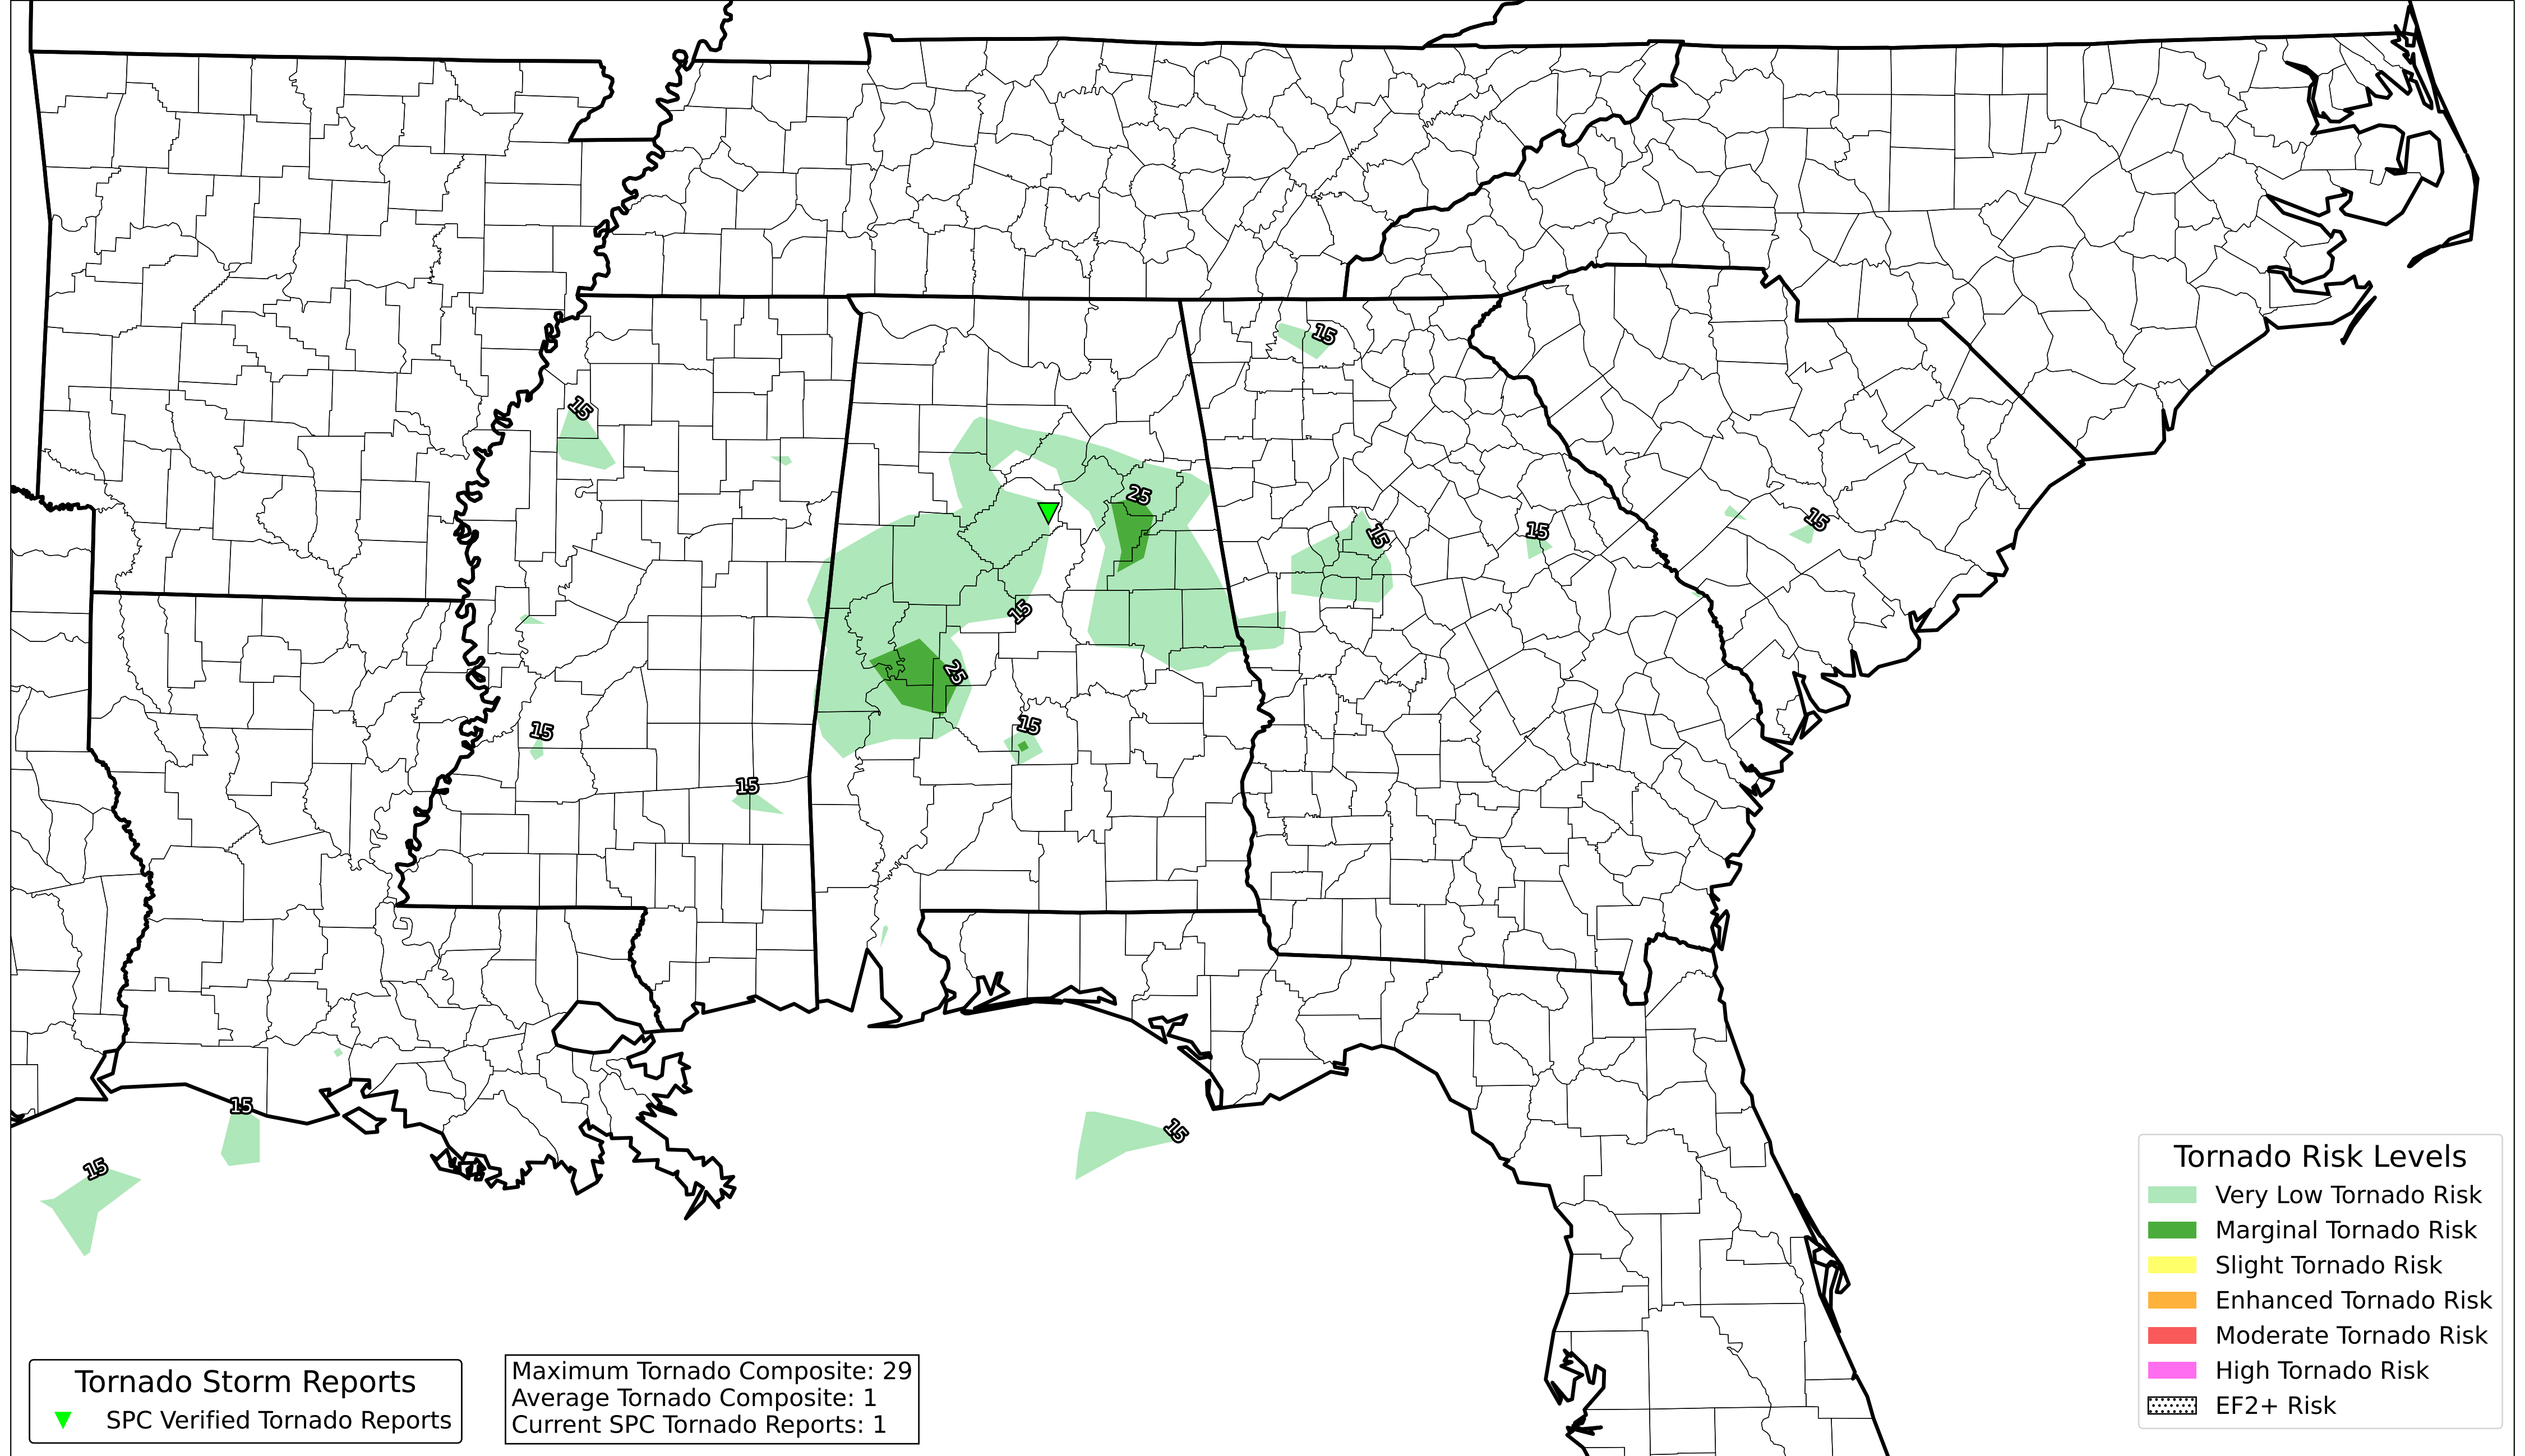 15
15
25
15
15
15
15
25
15
15
15
15
15
15
Tornado Risk Levels
Very Low Tornado Risk
Marginal Tornado Risk
Slight Tornado Risk
Enhanced Tornado Risk
Moderate Tornado Risk
High Tornado Risk
EF2+ Risk
Tornado Storm Reports
SPC Verified Tornado Reports
Maximum Tornado Composite: 29
Average Tornado Composite: 1
Current SPC Tornado Reports: 1